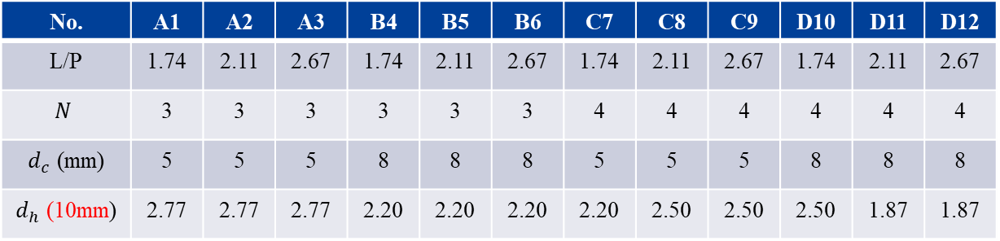 No. A1 A2 A3 B4 B5 B6 C7 C8 C9 D10 D11 D12
L/P 1.74 2.11 2.67 1.74 2.11 2.67 1.74 2.11 2.67 1.74 2.11 2.67
N 3 3 3 3 3 3 4 4 4 4 4 4
d_c (mm) 5 5 5 8 8 8 5 5 5 8 8 8
d_h (10mm) 2.77 2.77 2.77 2.20 2.20 2.20 2.20 2.50 2.50 2.50 1.87 1.87